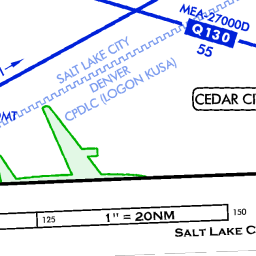 MEA-27000D
Q130
55
SALT LAKE CITY
DENVER
CPDLC (LOGON KUSA)
CEDAR CI
MT
125
1" = 20NM
150
SALT LAKE C